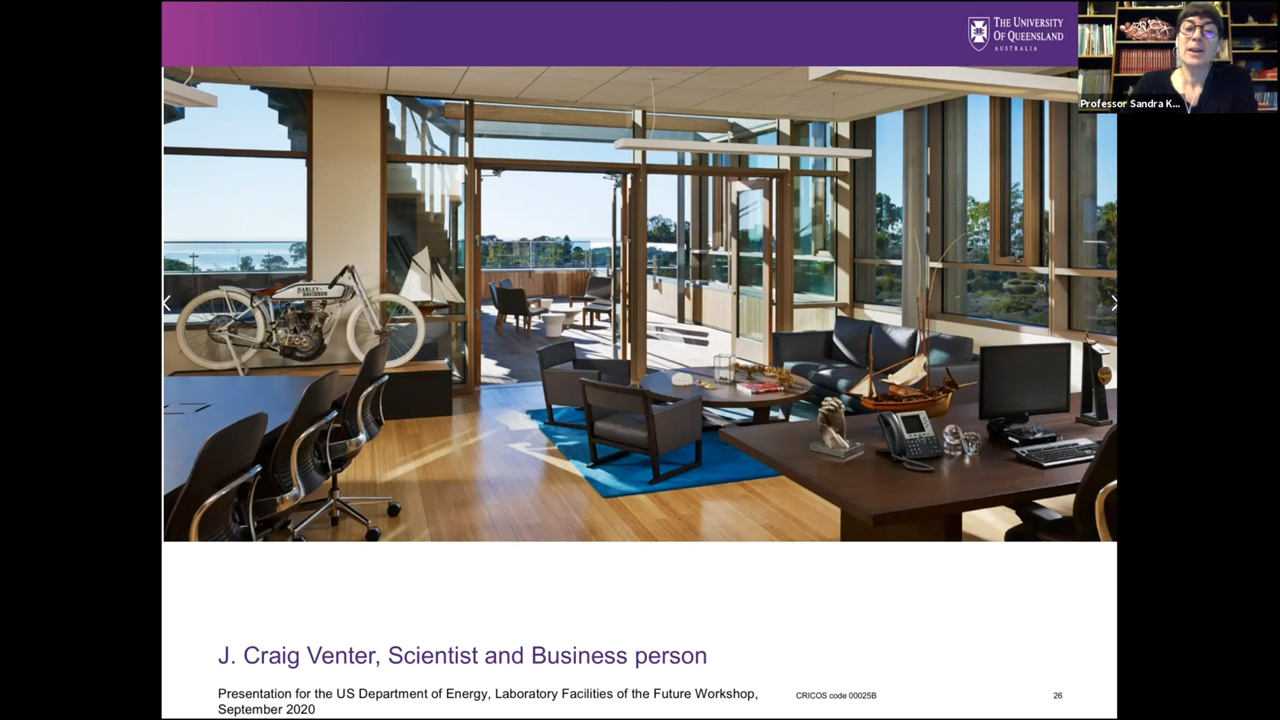 THE UNIVERSITY
OF QUEENSLAND
AUSTRALIA
Professor Sandra K...
HARLEY-
DAVIDSON
J. Craig Venter, Scientist and Business person
Presentation for the US Department of Energy, Laboratory Facilities of the Future Workshop,
September 2020
CRICOS code 00025B
26